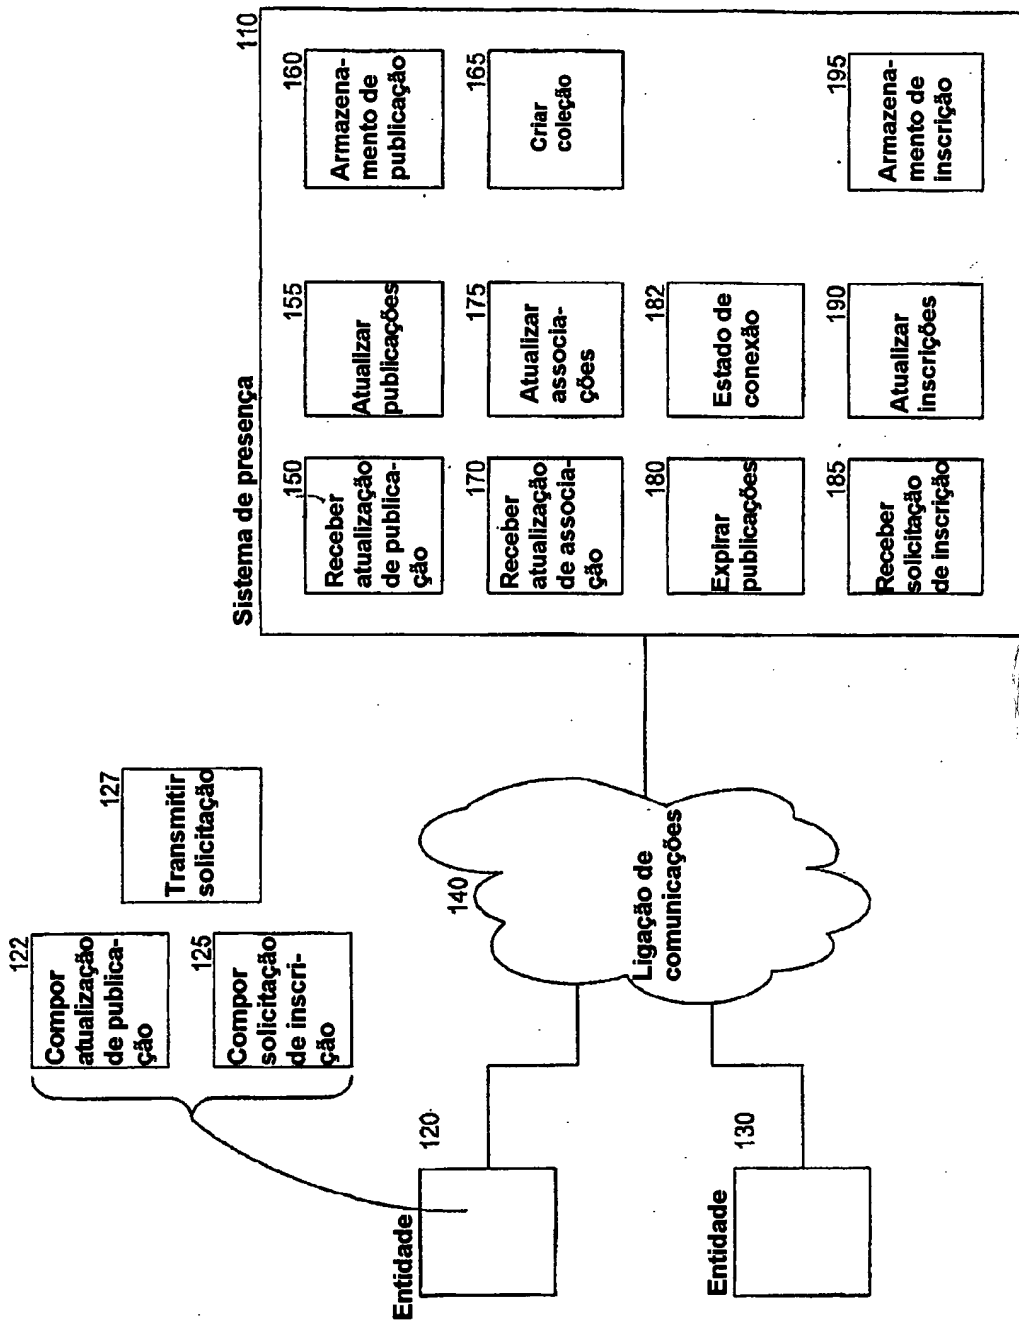 122
Compor
atualização
de publica-
ção
125
Compor
solicitação
de inscri-
ção
127
Transmitir
solicitação
Entidade
120
Entidade
130
140
Ligação de
comunicações
Sistema de presença
110
150
Receber
atualização
de publica-
ção
155
Atualizar
publicações
160
Armazena-
mento de
publicação
170
Receber
atualização
de associa-
ção
175
Atualizar
associa-
ções
165
Criar
coleção
180
Expirar
publicações
182
Estado de
conexão
185
Receber
solicitação
de inscrição
190
Atualizar
inscrições
195
Armazena-
mento de
inscrição